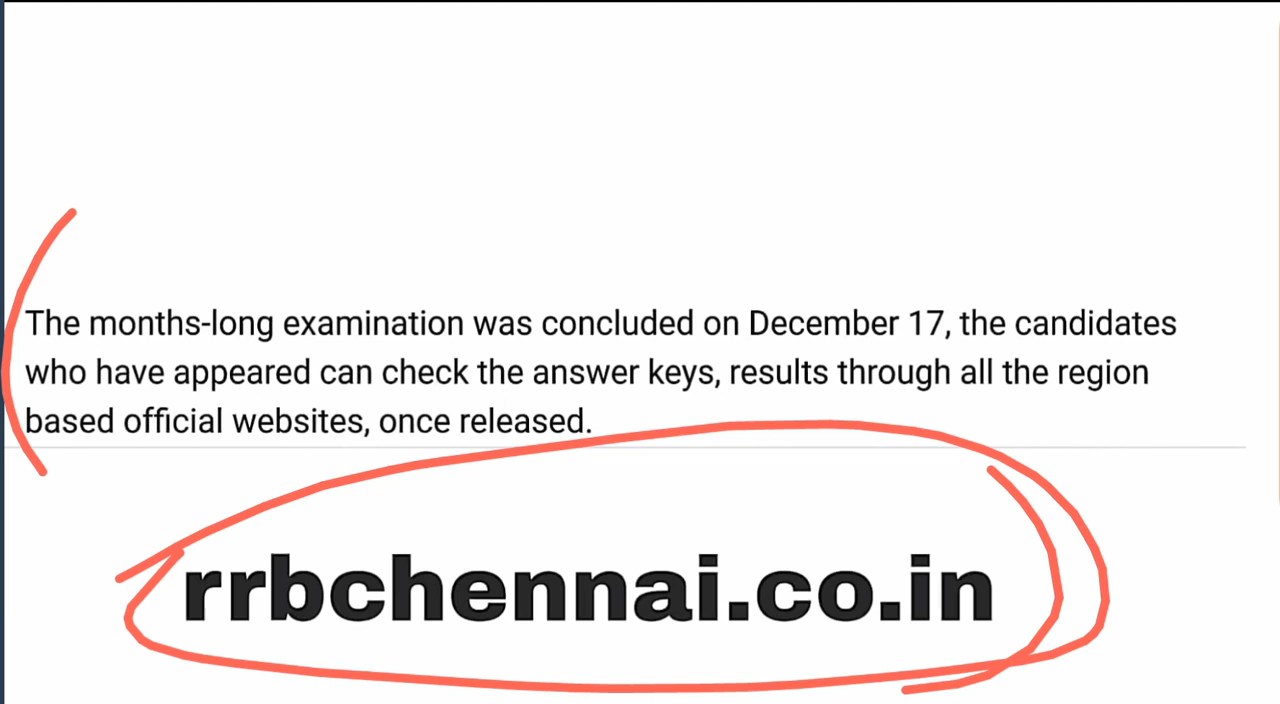 The months-long examination was concluded on December 17, the candidates
who have appeared can check the answer keys, results through all the region
based official websites, once released.
rrbchennai.co.in